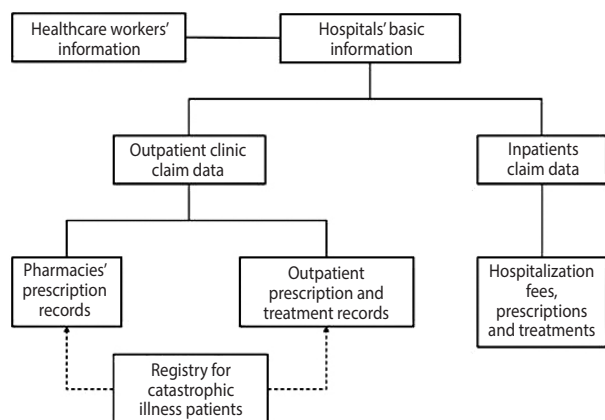 Healthcare workers'
information
Hospitals' basic
information
Outpatient clinic
claim data
Inpatients
claim data
Pharmacies'
prescription
records
Outpatient
prescription and
treatment records
Hospitalization
fees,
prescriptions
and treatments
Registry for
catastrophic
illness patients